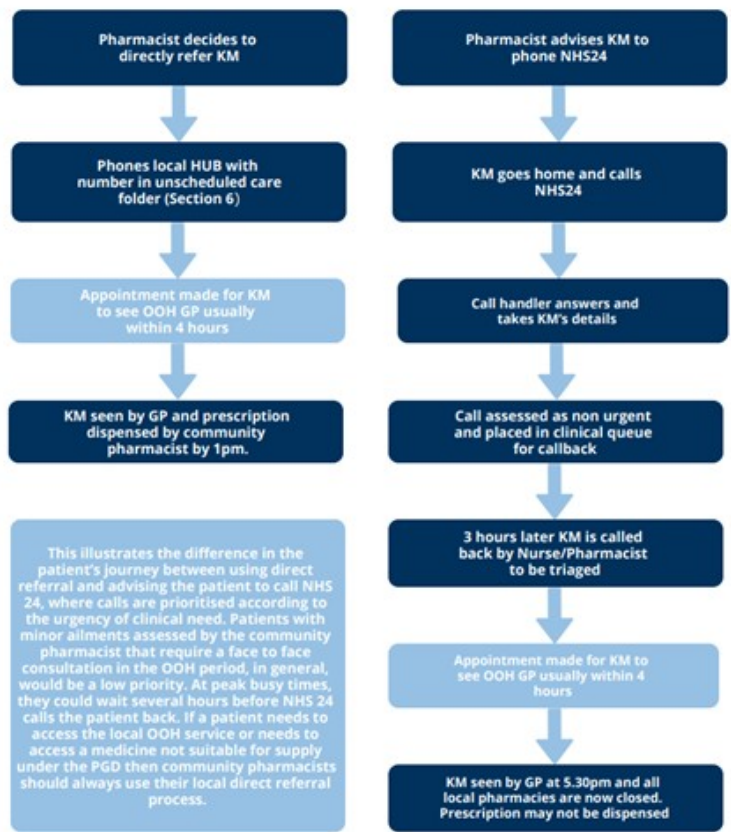 Pharmacist decides to
directly refer KM
Phones local HUB with
number in unscheduled care
folder (Section 6)
Appointment made for KM
to see OOH GP usually
within 4 hours
KM seen by GP and prescription
dispensed by community
pharmacist by 1pm.
This illustrates the difference in the
patient's journey between using direct
referral and advising the patient to call NHS
24, where calls are prioritised according to
the urgency of clinical need. Patients with
minor ailments assessed by the community
pharmacist that require a face to face
consultation in the OOH period, in general,
would be a low priority. At peak busy times,
they could wait several hours before NHS 24
calls the patient back. If a patient needs to
access the local OOH service or needs to
access a medicine not suitable for supply
under the PGD then community pharmacists
should always use their local direct referral
process.
Pharmacist advises KM to
phone NHS24
KM goes home and calls
NHS24
Call handler answers and
takes KM's details
Call assessed as non urgent
and placed in clinical queue
for callback
3 hours later KM is called
back by Nurse/Pharmacist
to be triaged
Appointment made for KM to
see OOH GP usually within 4
hours
KM seen by GP at 5.30pm and all
local pharmacies are now closed.
Prescription may not be dispensed